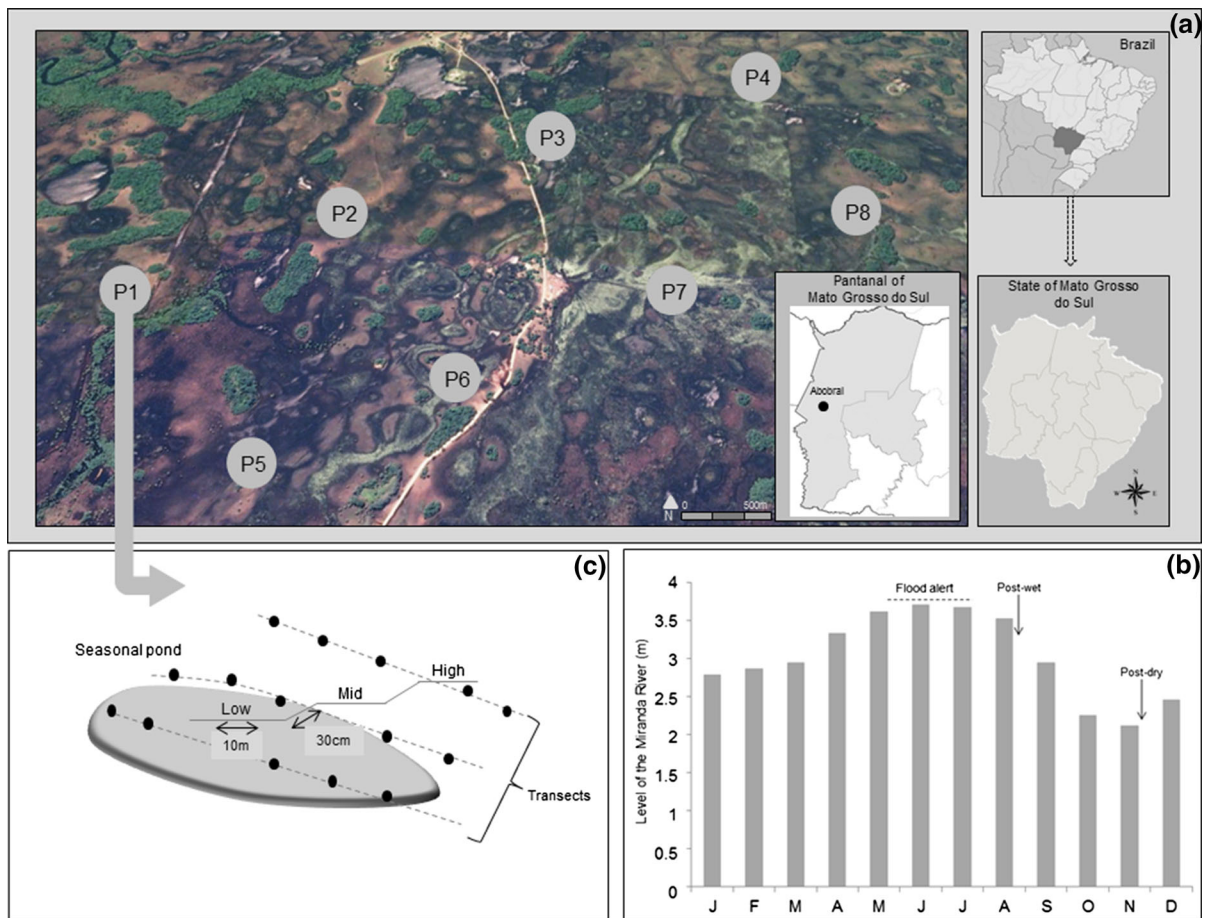 (a)
P1
P2
P3
P4
P5
P6
P7
P8
N
0
500m
Pantanal of
Mato Grosso do Sul
Abobral
Brazil
State of Mato Grosso
do Sul
N
W
E
S
(c)
Seasonal pond
High
Mid
Low
10m
30cm
Transects
(b)
Level of the Miranda River (m)
4
3.5
3
2.5
2
1.5
1
0.5
0
Flood alert
Post-wet
Post-dry
J F M A M J J A S O N D